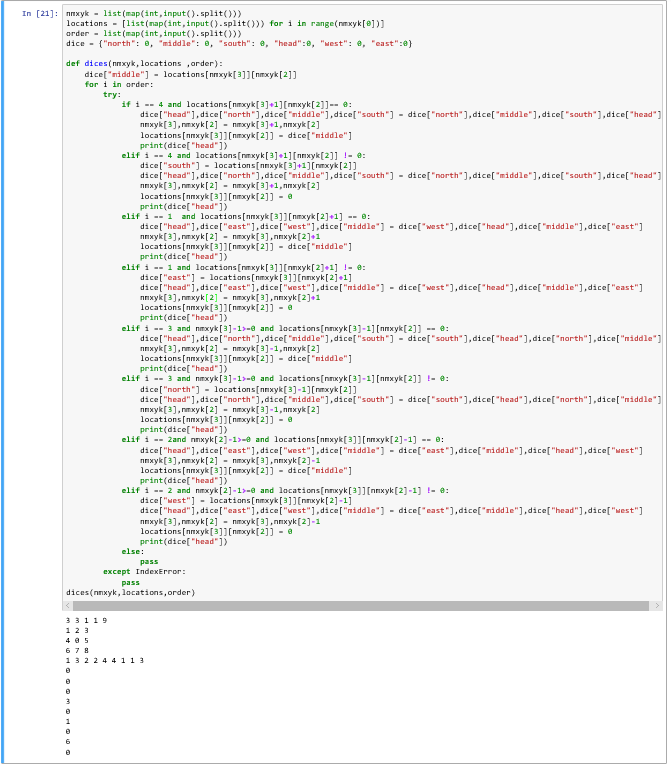 In [21]:
nmxyk = list(map(int,input().split()))
locations = [list(map(int,input().split())) for i in range(nmxyk[0])]
order = list(map(int,input().split()))
dice = {"north": 0, "middle": 0, "south": 0, "head":0, "west": 0, "east":0}
def dices(nmxyk,locations ,order):
dice["middle"] = locations[nmxyk[3]][nmxyk[2]]
for i in order:
try:
if i == 4 and locations[nmxyk[3]+1][nmxyk[2]]== 0:
dice["head"],dice["north"],dice["middle"],dice["south"] = dice["north"],dice["middle"],dice["south"],dice["head"]
nmxyk[3],nmxyk[2] = nmxyk[3]+1,nmxyk[2]
locations[nmxyk[3]][nmxyk[2]] = dice["middle"]
print(dice["head"])
elif i == 4 and locations[nmxyk[3]+1][nmxyk[2]] != 0:
dice["south"] = locations[nmxyk[3]+1][nmxyk[2]]
dice["head"],dice["north"],dice["middle"],dice["south"] = dice["north"],dice["middle"],dice["south"],dice["head"]
nmxyk[3],nmxyk[2] = nmxyk[3]+1,nmxyk[2]
locations[nmxyk[3]][nmxyk[2]] = 0
print(dice["head"])
elif i == 1  and locations[nmxyk[3]][nmxyk[2]+1] == 0:
dice["head"],dice["east"],dice["west"],dice["middle"] = dice["west"],dice["head"],dice["middle"],dice["east"]
nmxyk[3],nmxyk[2] = nmxyk[3],nmxyk[2]+1
locations[nmxyk[3]][nmxyk[2]] = dice["middle"]
print(dice["head"])
elif i == 1 and locations[nmxyk[3]][nmxyk[2]+1] != 0:
dice["east"] = locations[nmxyk[3]][nmxyk[2]+1]
dice["head"],dice["east"],dice["west"],dice["middle"] = dice["west"],dice["head"],dice["middle"],dice["east"]
nmxyk[3],nmxyk[2] = nmxyk[3],nmxyk[2]+1
locations[nmxyk[3]][nmxyk[2]] = 0
print(dice["head"])
elif i == 3 and nmxyk[3]-1>=0 and locations[nmxyk[3]-1][nmxyk[2]] == 0:
dice["head"],dice["north"],dice["middle"],dice["south"] = dice["south"],dice["head"],dice["north"],dice["middle"]
nmxyk[3],nmxyk[2] = nmxyk[3]-1,nmxyk[2]
locations[nmxyk[3]][nmxyk[2]] = dice["middle"]
print(dice["head"])
elif i == 3 and nmxyk[3]-1>=0 and locations[nmxyk[3]-1][nmxyk[2]] != 0:
dice["north"] = locations[nmxyk[3]-1][nmxyk[2]]
dice["head"],dice["north"],dice["middle"],dice["south"] = dice["south"],dice["head"],dice["north"],dice["middle"]
nmxyk[3],nmxyk[2] = nmxyk[3]-1,nmxyk[2]
locations[nmxyk[3]][nmxyk[2]] = 0
print(dice["head"])
elif i == 2and nmxyk[2]-1>=0 and locations[nmxyk[3]][nmxyk[2]-1] == 0:
dice["head"],dice["east"],dice["west"],dice["middle"] = dice["east"],dice["middle"],dice["head"],dice["west"]
nmxyk[3],nmxyk[2] = nmxyk[3],nmxyk[2]-1
locations[nmxyk[3]][nmxyk[2]] = dice["middle"]
print(dice["head"])
elif i == 2 and nmxyk[2]-1>=0 and locations[nmxyk[3]][nmxyk[2]-1] != 0:
dice["west"] = locations[nmxyk[3]][nmxyk[2]-1]
dice["head"],dice["east"],dice["west"],dice["middle"] = dice["east"],dice["middle"],dice["head"],dice["west"]
nmxyk[3],nmxyk[2] = nmxyk[3],nmxyk[2]-1
locations[nmxyk[3]][nmxyk[2]] = 0
print(dice["head"])
else:
pass
except IndexError:
pass
dices(nmxyk,locations,order)
3 3 1 1 9
1 2 3
4 0 5
6 7 8
1 3 2 2 4 4 1 1 3
0
0
0
3
0
1
0
6
0